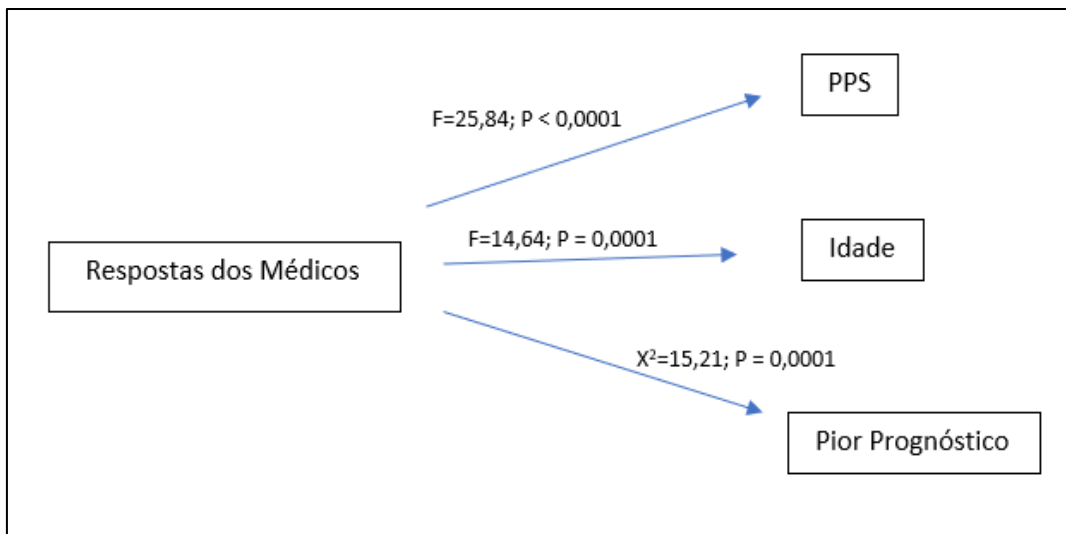 PPS
F=25,84; P < 0,0001
F=14,64; P = 0,0001
Idade
Respostas dos Médicos
X²=15,21; P = 0,0001
Pior Prognóstico